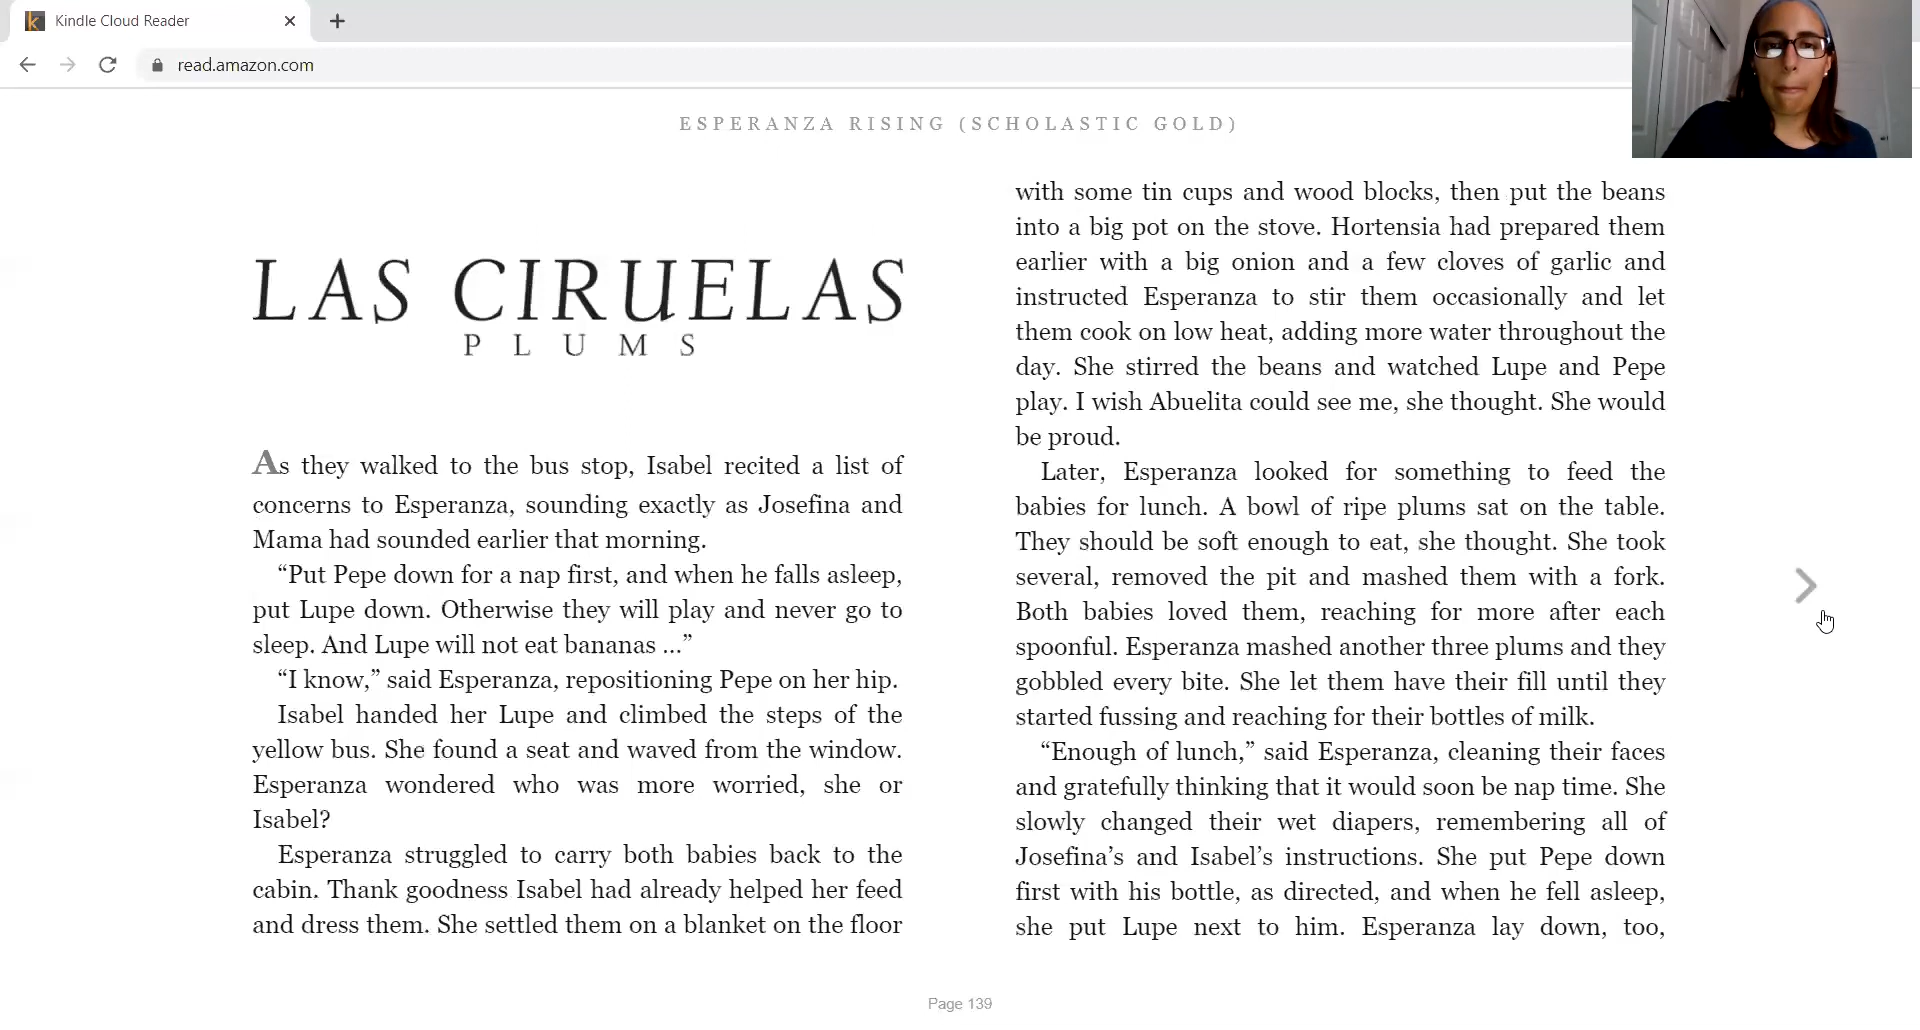 Kindle Cloud Reader
read.amazon.com
ESPERANZA RISING (SCHOLASTIC GOLD)
LAS CIRUELAS
PLUMS
As they walked to the bus stop, Isabel recited a list of
concerns to Esperanza, sounding exactly as Josefina and
Mama had sounded earlier that morning.
“Put Pepe down for a nap first, and when he falls asleep,
put Lupe down. Otherwise they will play and never go to
sleep. And Lupe will not eat bananas ...”
“I know,” said Esperanza, repositioning Pepe on her hip.
Isabel handed her Lupe and climbed the steps of the
yellow bus. She found a seat and waved from the window.
Esperanza wondered who was more worried, she or
Isabel?
Esperanza struggled to carry both babies back to the
cabin. Thank goodness Isabel had already helped her feed
and dress them. She settled them on a blanket on the floor
with some tin cups and wood blocks, then put the beans
into a big pot on the stove. Hortensia had prepared them
earlier with a big onion and a few cloves of garlic and
instructed Esperanza to stir them occasionally and let
them cook on low heat, adding more water throughout the
day. She stirred the beans and watched Lupe and Pepe
play. I wish Abuelita could see me, she thought. She would
be proud.
Later, Esperanza looked for something to feed the
babies for lunch. A bowl of ripe plums sat on the table.
They should be soft enough to eat, she thought. She took
several, removed the pit and mashed them with a fork.
Both babies loved them, reaching for more after each
spoonful. Esperanza mashed another three plums and they
gobbled every bite. She let them have their fill until they
started fussing and reaching for their bottles of milk.
“Enough of lunch,” said Esperanza, cleaning their faces
and gratefully thinking that it would soon be nap time. She
slowly changed their wet diapers, remembering all of
Josefina’s and Isabel’s instructions. She put Pepe down
first with his bottle, as directed, and when he fell asleep,
she put Lupe next to him. Esperanza lay down, too,
Page 139